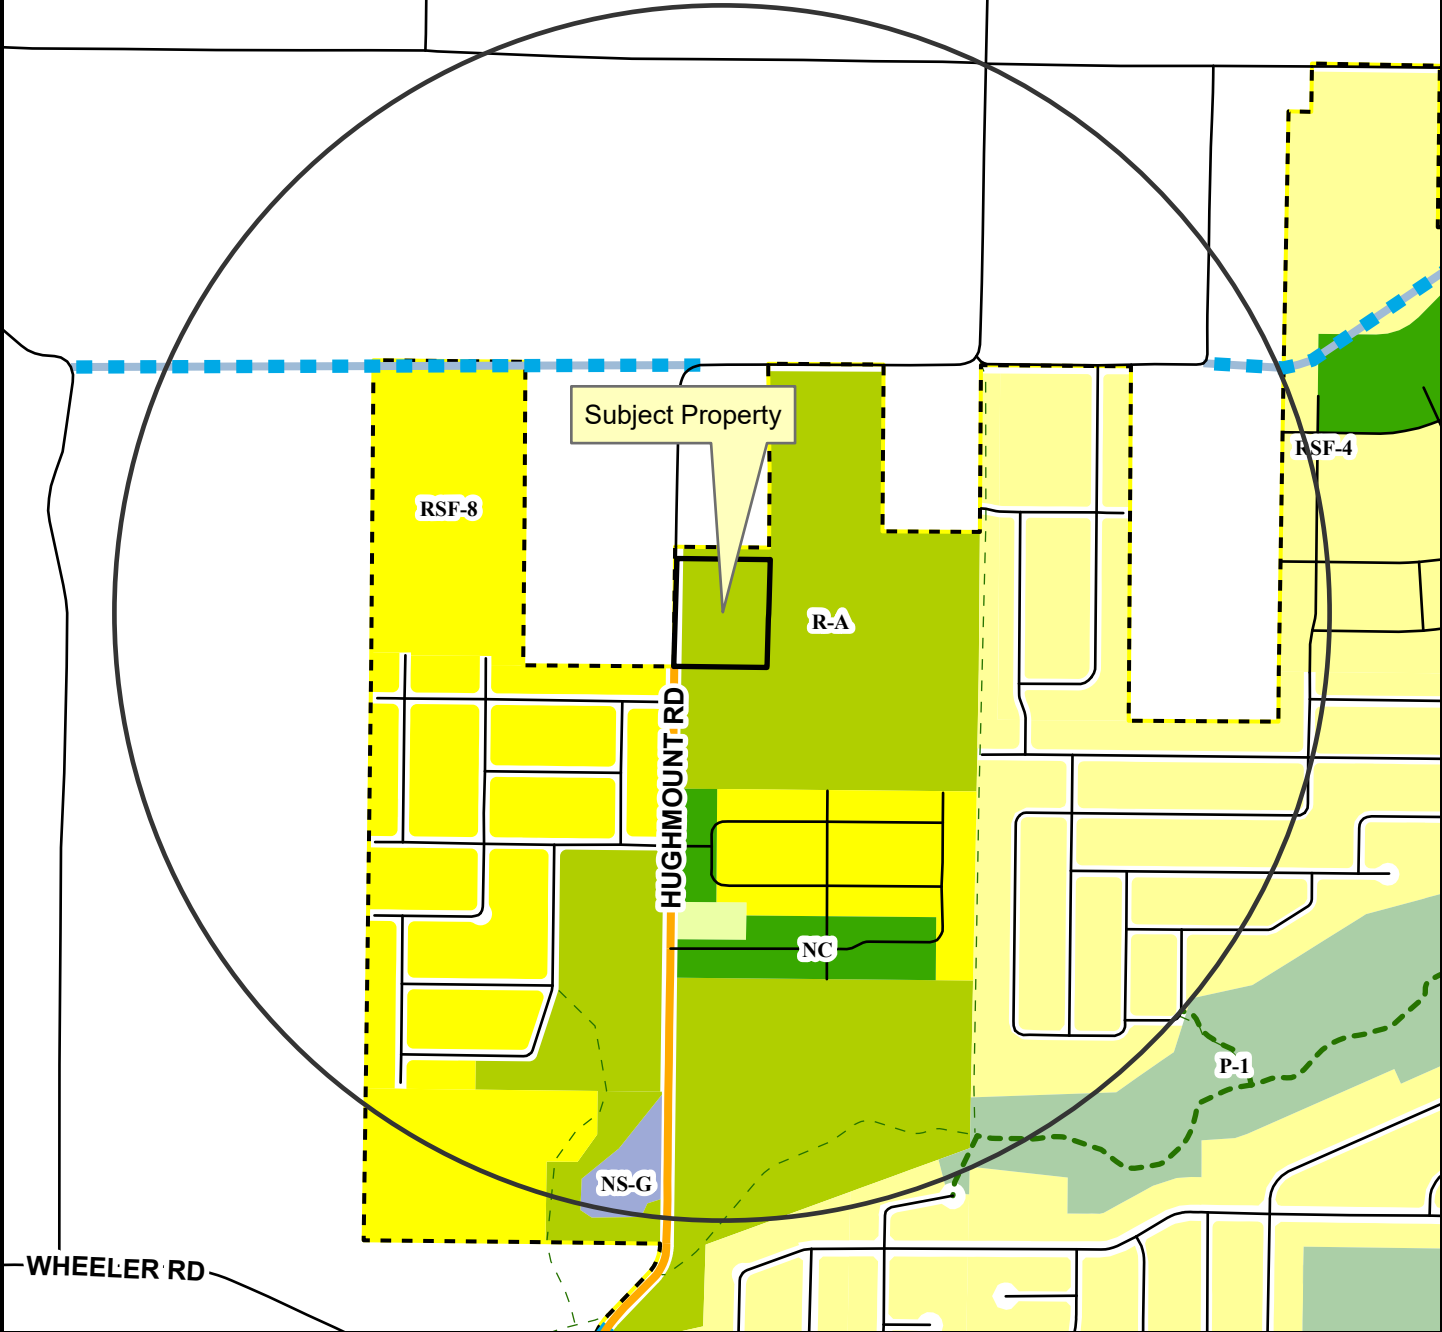 Subject Property
RSF-4
RSF-8
R-A
HUGHMOUNT RD
NC
P-1
NS-G
WHEELER RD